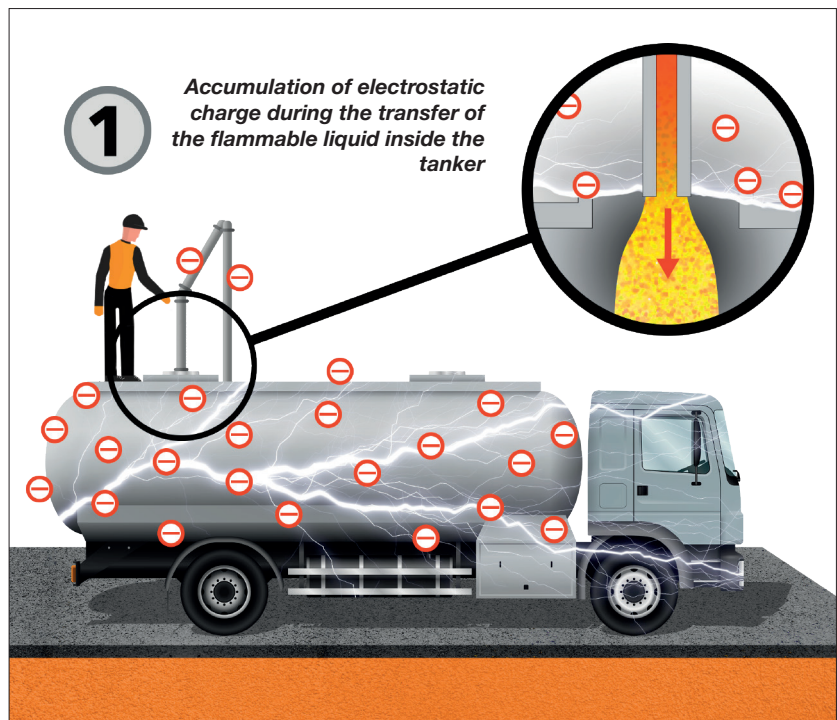 1
Accumulation of electrostatic
charge during the transfer of
the flammable liquid inside the
tanker